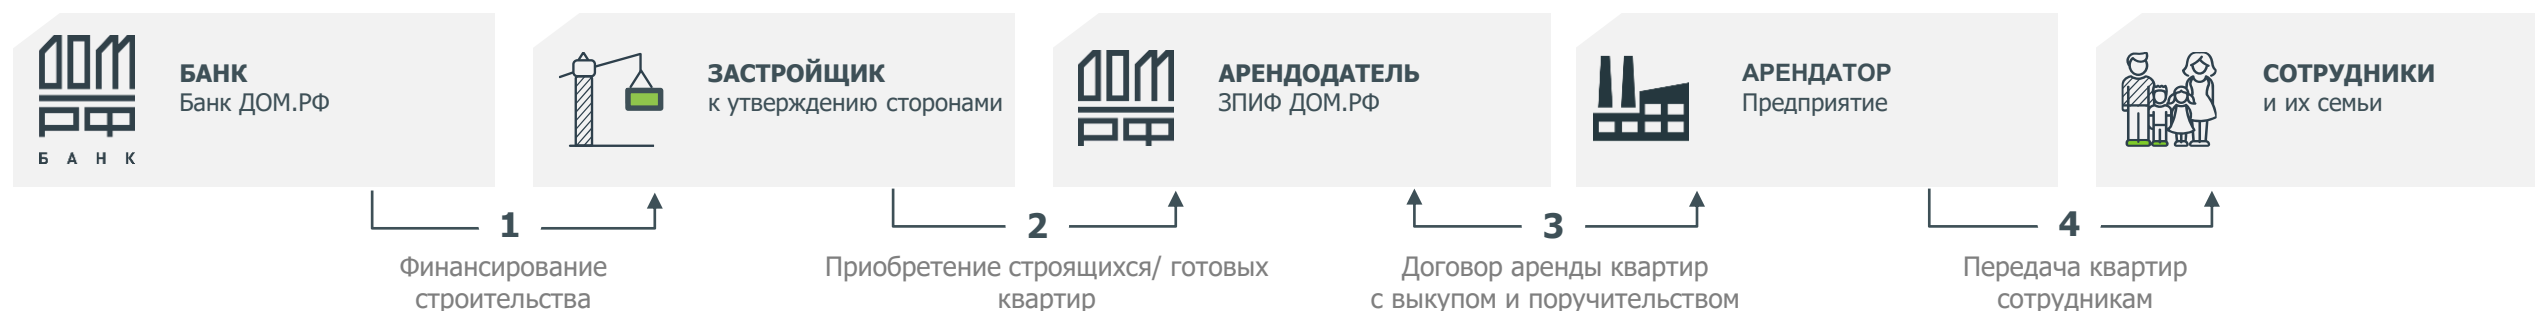 ДОМ
РФ
БАНК
БАНК
Банк ДОМ.РФ
ЗАСТРОЙЩИК
к утверждению сторонами
ДОМ
РФ
АРЕНДОДАТЕЛЬ
ЗПИФ ДОМ.РФ
АРЕНДАТОР
Предприятие
СОТРУДНИКИ
и их семьи
1
Финансирование
строительства
2
Приобретение строящихся/ готовых
квартир
3
Договор аренды квартир
с выкупом и поручительством
4
Передача квартир
сотрудникам